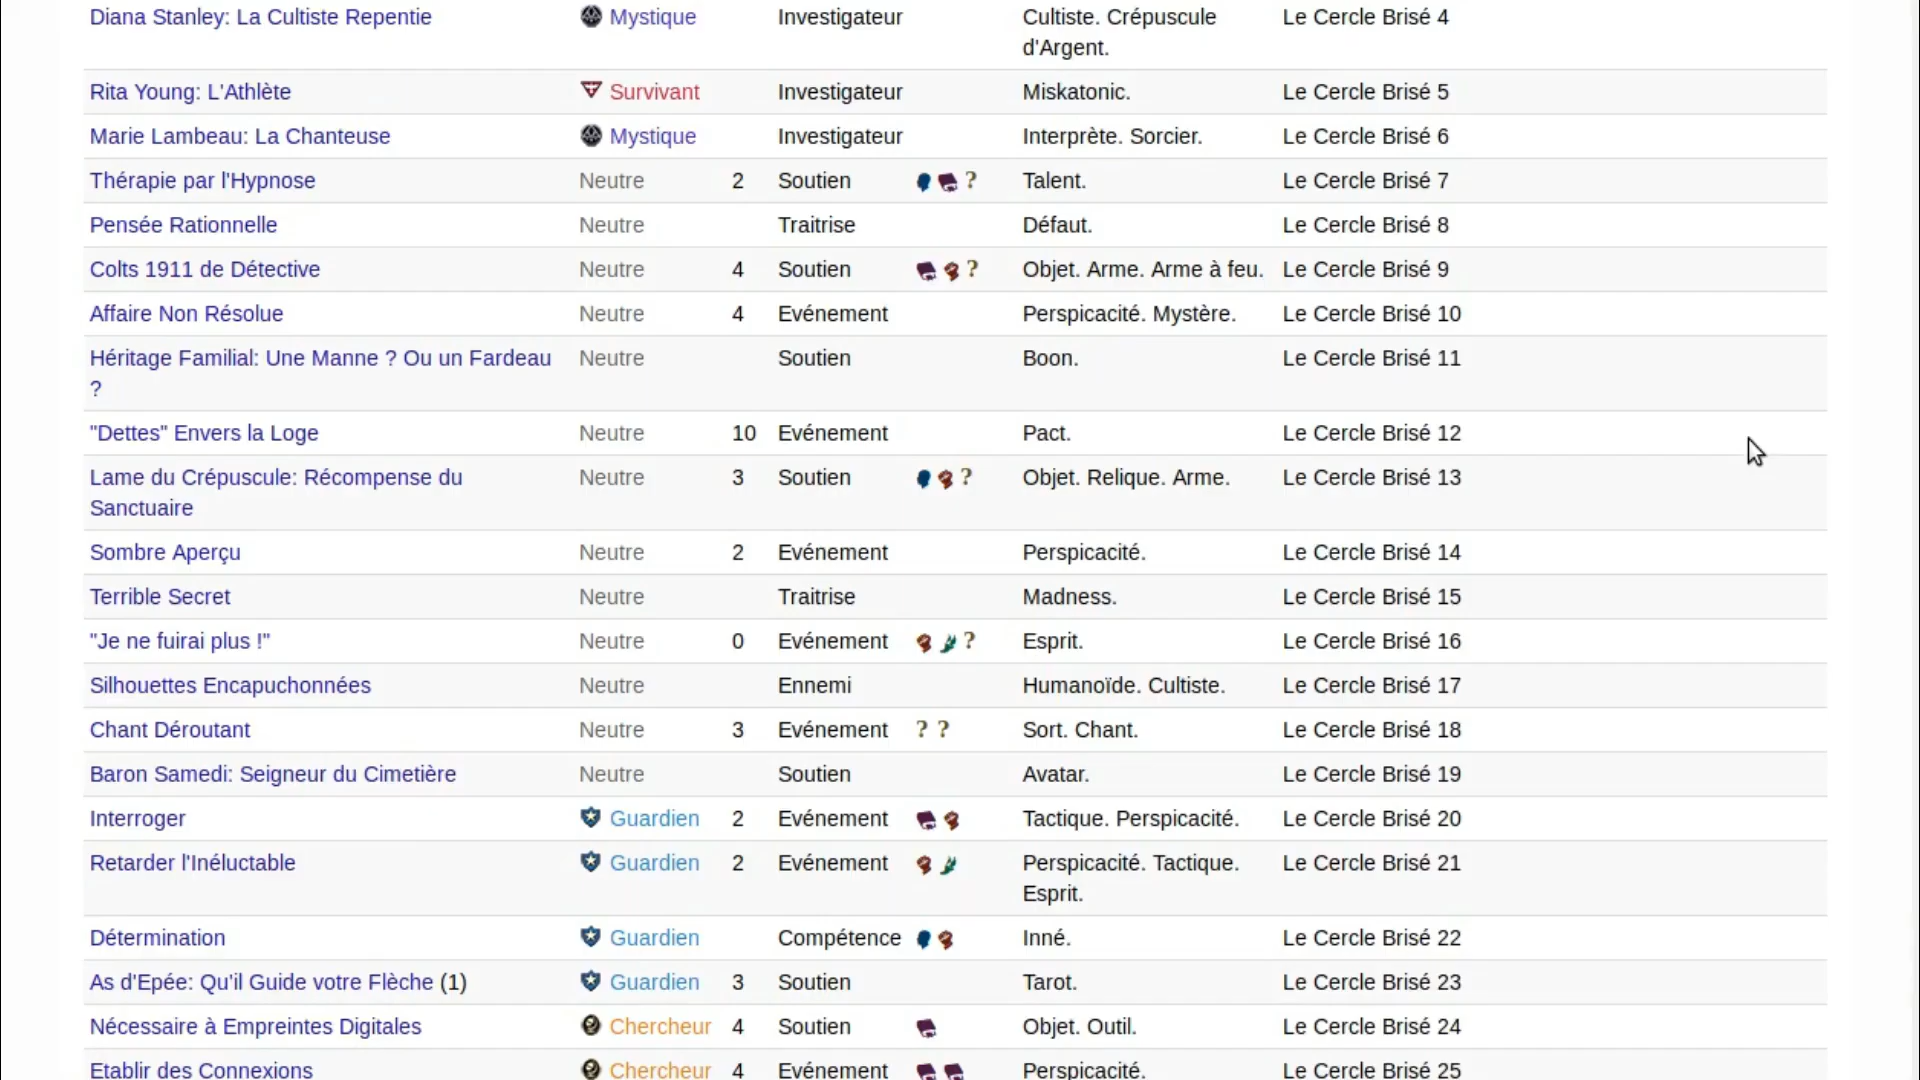 Diana Stanley: La Cultiste Repentie Mystique Investigateur Cultiste. Crépuscule Le Cercle Brisé 4
d'Argent.
Rita Young: L'Athlète Survivant Investigateur Miskatonic. Le Cercle Brisé 5
Marie Lambeau: La Chanteuse Mystique Investigateur Interprète. Sorcier. Le Cercle Brisé 6
Thérapie par l'Hypnose Neutre 2 Soutien ? Talent. Le Cercle Brisé 7
Pensée Rationnelle Neutre Traitrise Défaut. Le Cercle Brisé 8
Colts 1911 de Détective Neutre 4 Soutien ? Objet. Arme. Arme à feu. Le Cercle Brisé 9
Affaire Non Résolue Neutre 4 Evénement Perspicacité. Mystère. Le Cercle Brisé 10
Héritage Familial: Une Manne ? Ou un Fardeau Neutre Soutien Boon. Le Cercle Brisé 11
?
"Dettes" Envers la Loge Neutre 10 Evénement Pact. Le Cercle Brisé 12
Lame du Crépuscule: Récompense du Neutre 3 Soutien ? Objet. Relique. Arme. Le Cercle Brisé 13
Sanctuaire
Sombre Aperçu Neutre 2 Evénement Perspicacité. Le Cercle Brisé 14
Terrible Secret Neutre Traitrise Madness. Le Cercle Brisé 15
"Je ne fuirai plus !" Neutre 0 Evénement ? Esprit. Le Cercle Brisé 16
Silhouettes Encapuchonnées Neutre Ennemi Humanoïde. Cultiste. Le Cercle Brisé 17
Chant Déroutant Neutre 3 Evénement ? ? Sort. Chant. Le Cercle Brisé 18
Baron Samedi: Seigneur du Cimetière Neutre Soutien Avatar. Le Cercle Brisé 19
Interroger Guardien 2 Evénement Tactique. Perspicacité. Le Cercle Brisé 20
Retarder l'Inéluctable Guardien 2 Evénement Perspicacité. Tactique. Le Cercle Brisé 21
Esprit.
Détermination Guardien Compétence Inné. Le Cercle Brisé 22
As d'Epée: Qu'il Guide votre Flèche (1) Guardien 3 Soutien Tarot. Le Cercle Brisé 23
Nécessaire à Empreintes Digitales Chercheur 4 Soutien Objet. Outil. Le Cercle Brisé 24
Etablir des Connexions Chercheur 4 Evénement Perspicacité. Le Cercle Brisé 25